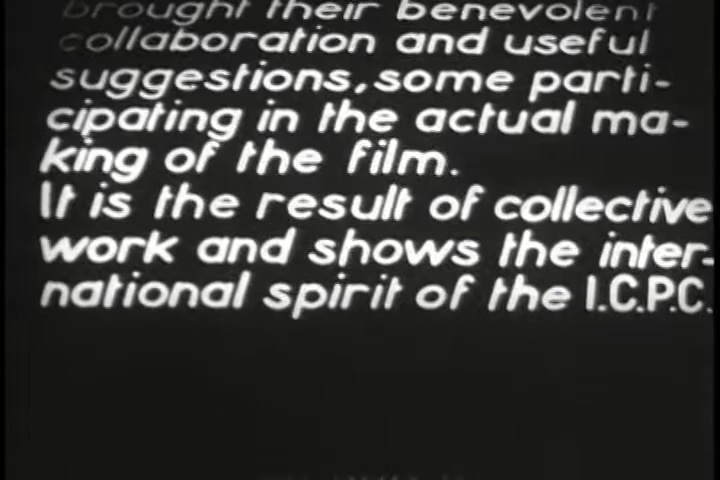 brought their benevolent
collaboration and useful
suggestions, some parti-
cipating in the actual ma-
king of the film.
It is the result of collective
work and shows the inter-
national spirit of the I.C.P.C.